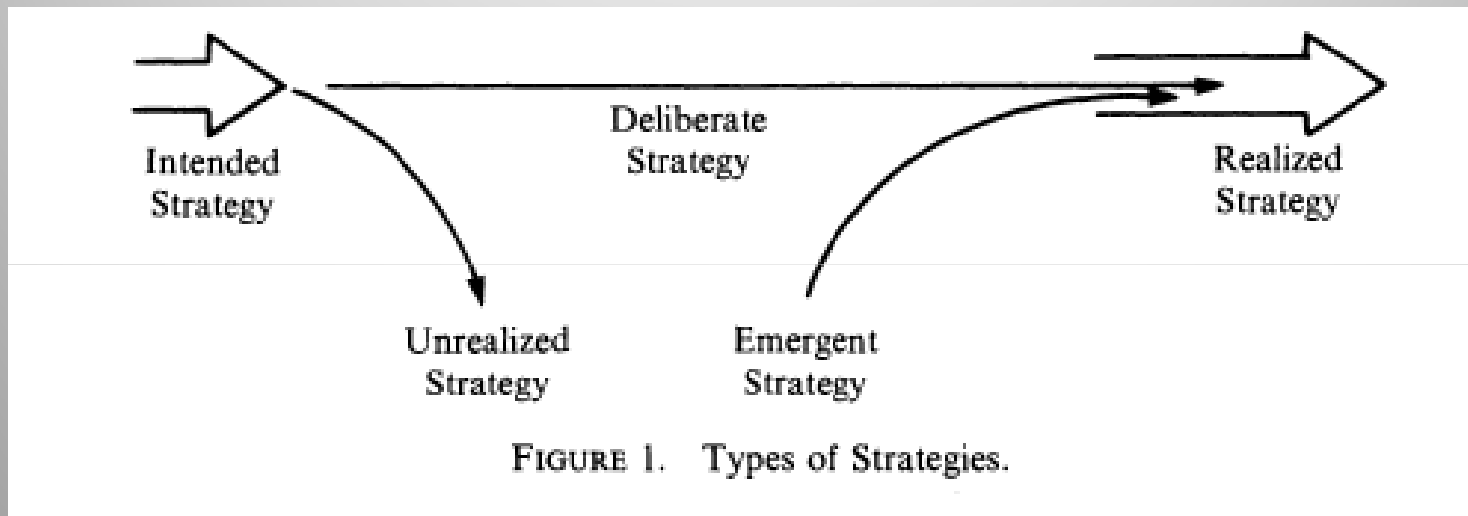 Deliberate
Strategy
Intended
Strategy
Realized
Strategy
Unrealized
Strategy
Emergent
Strategy
FIGURE 1. Types of Strategies.